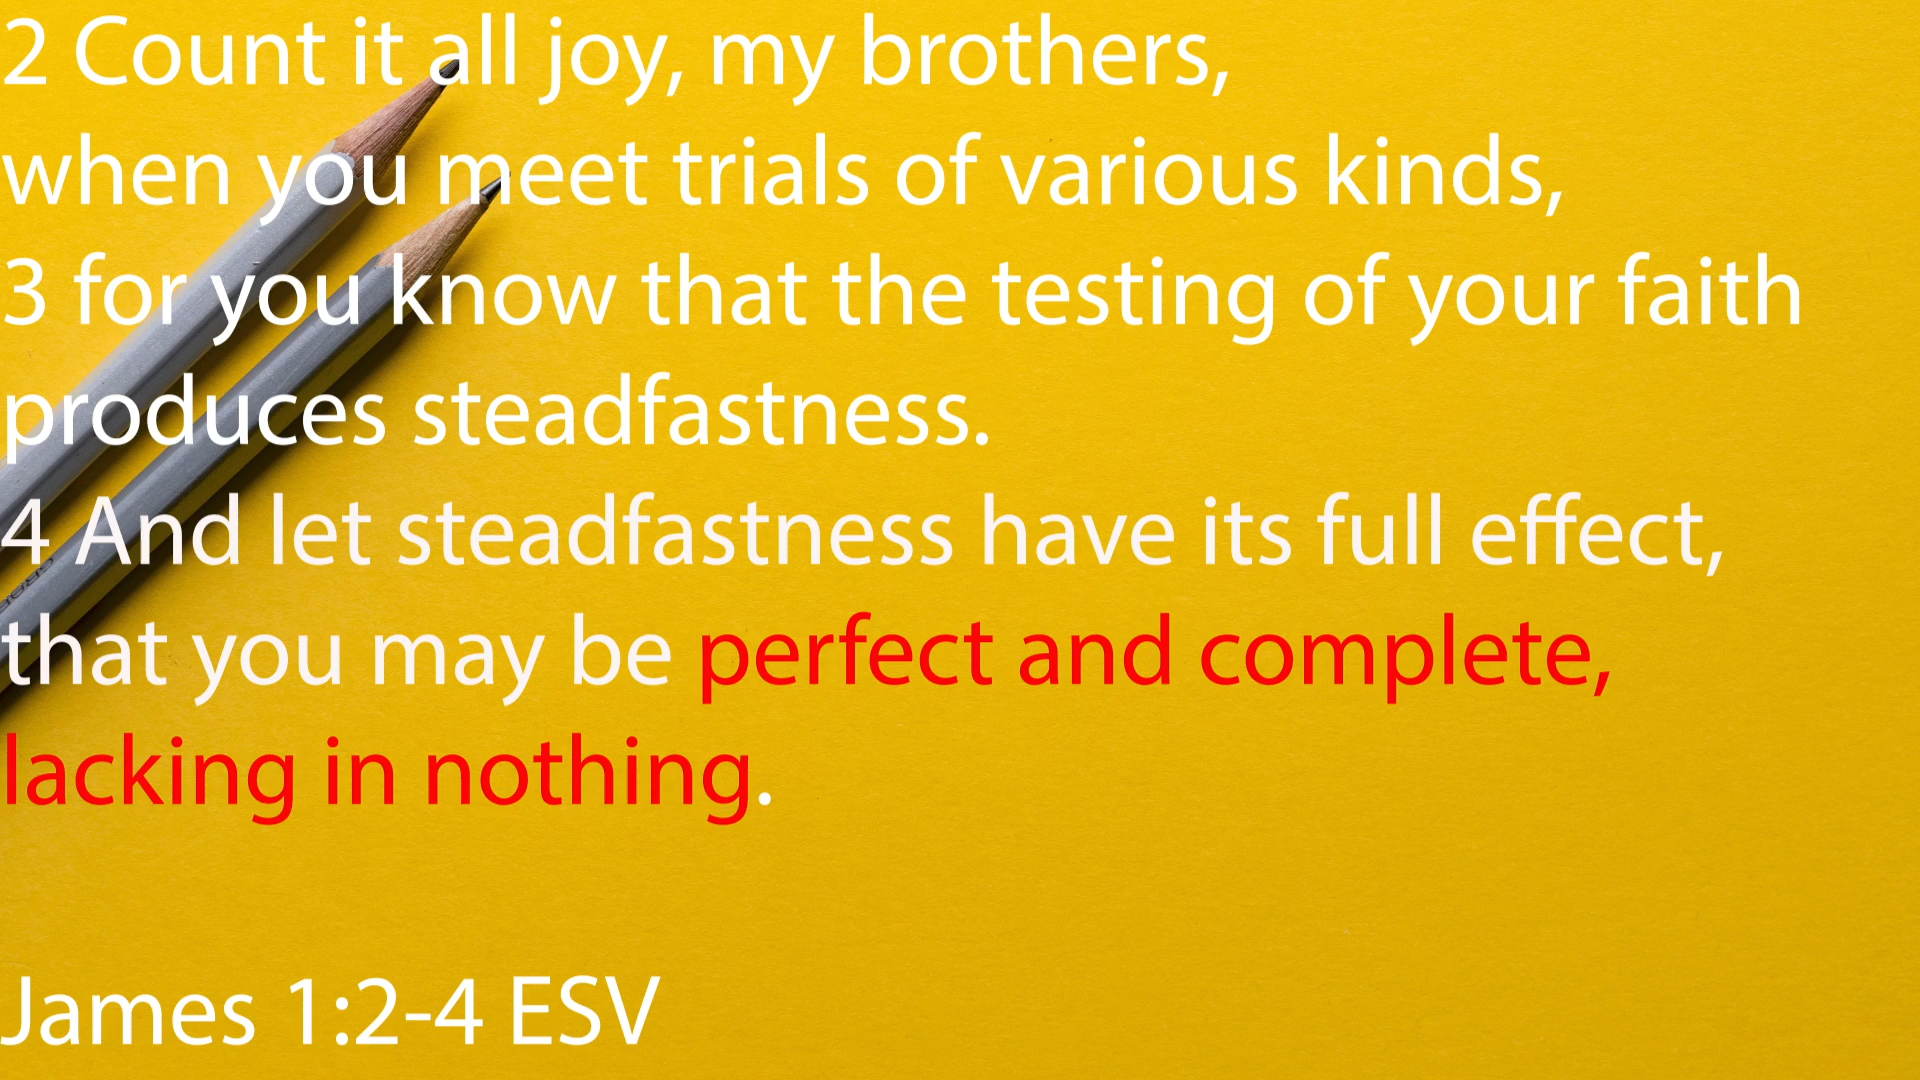 2 Count it all joy, my brothers,
when you meet trials of various kinds,
3 for you know that the testing of your faith
produces steadfastness.
4 And let steadfastness have its full effect,
that you may be perfect and complete,
lacking in nothing.
James 1:2-4 ESV